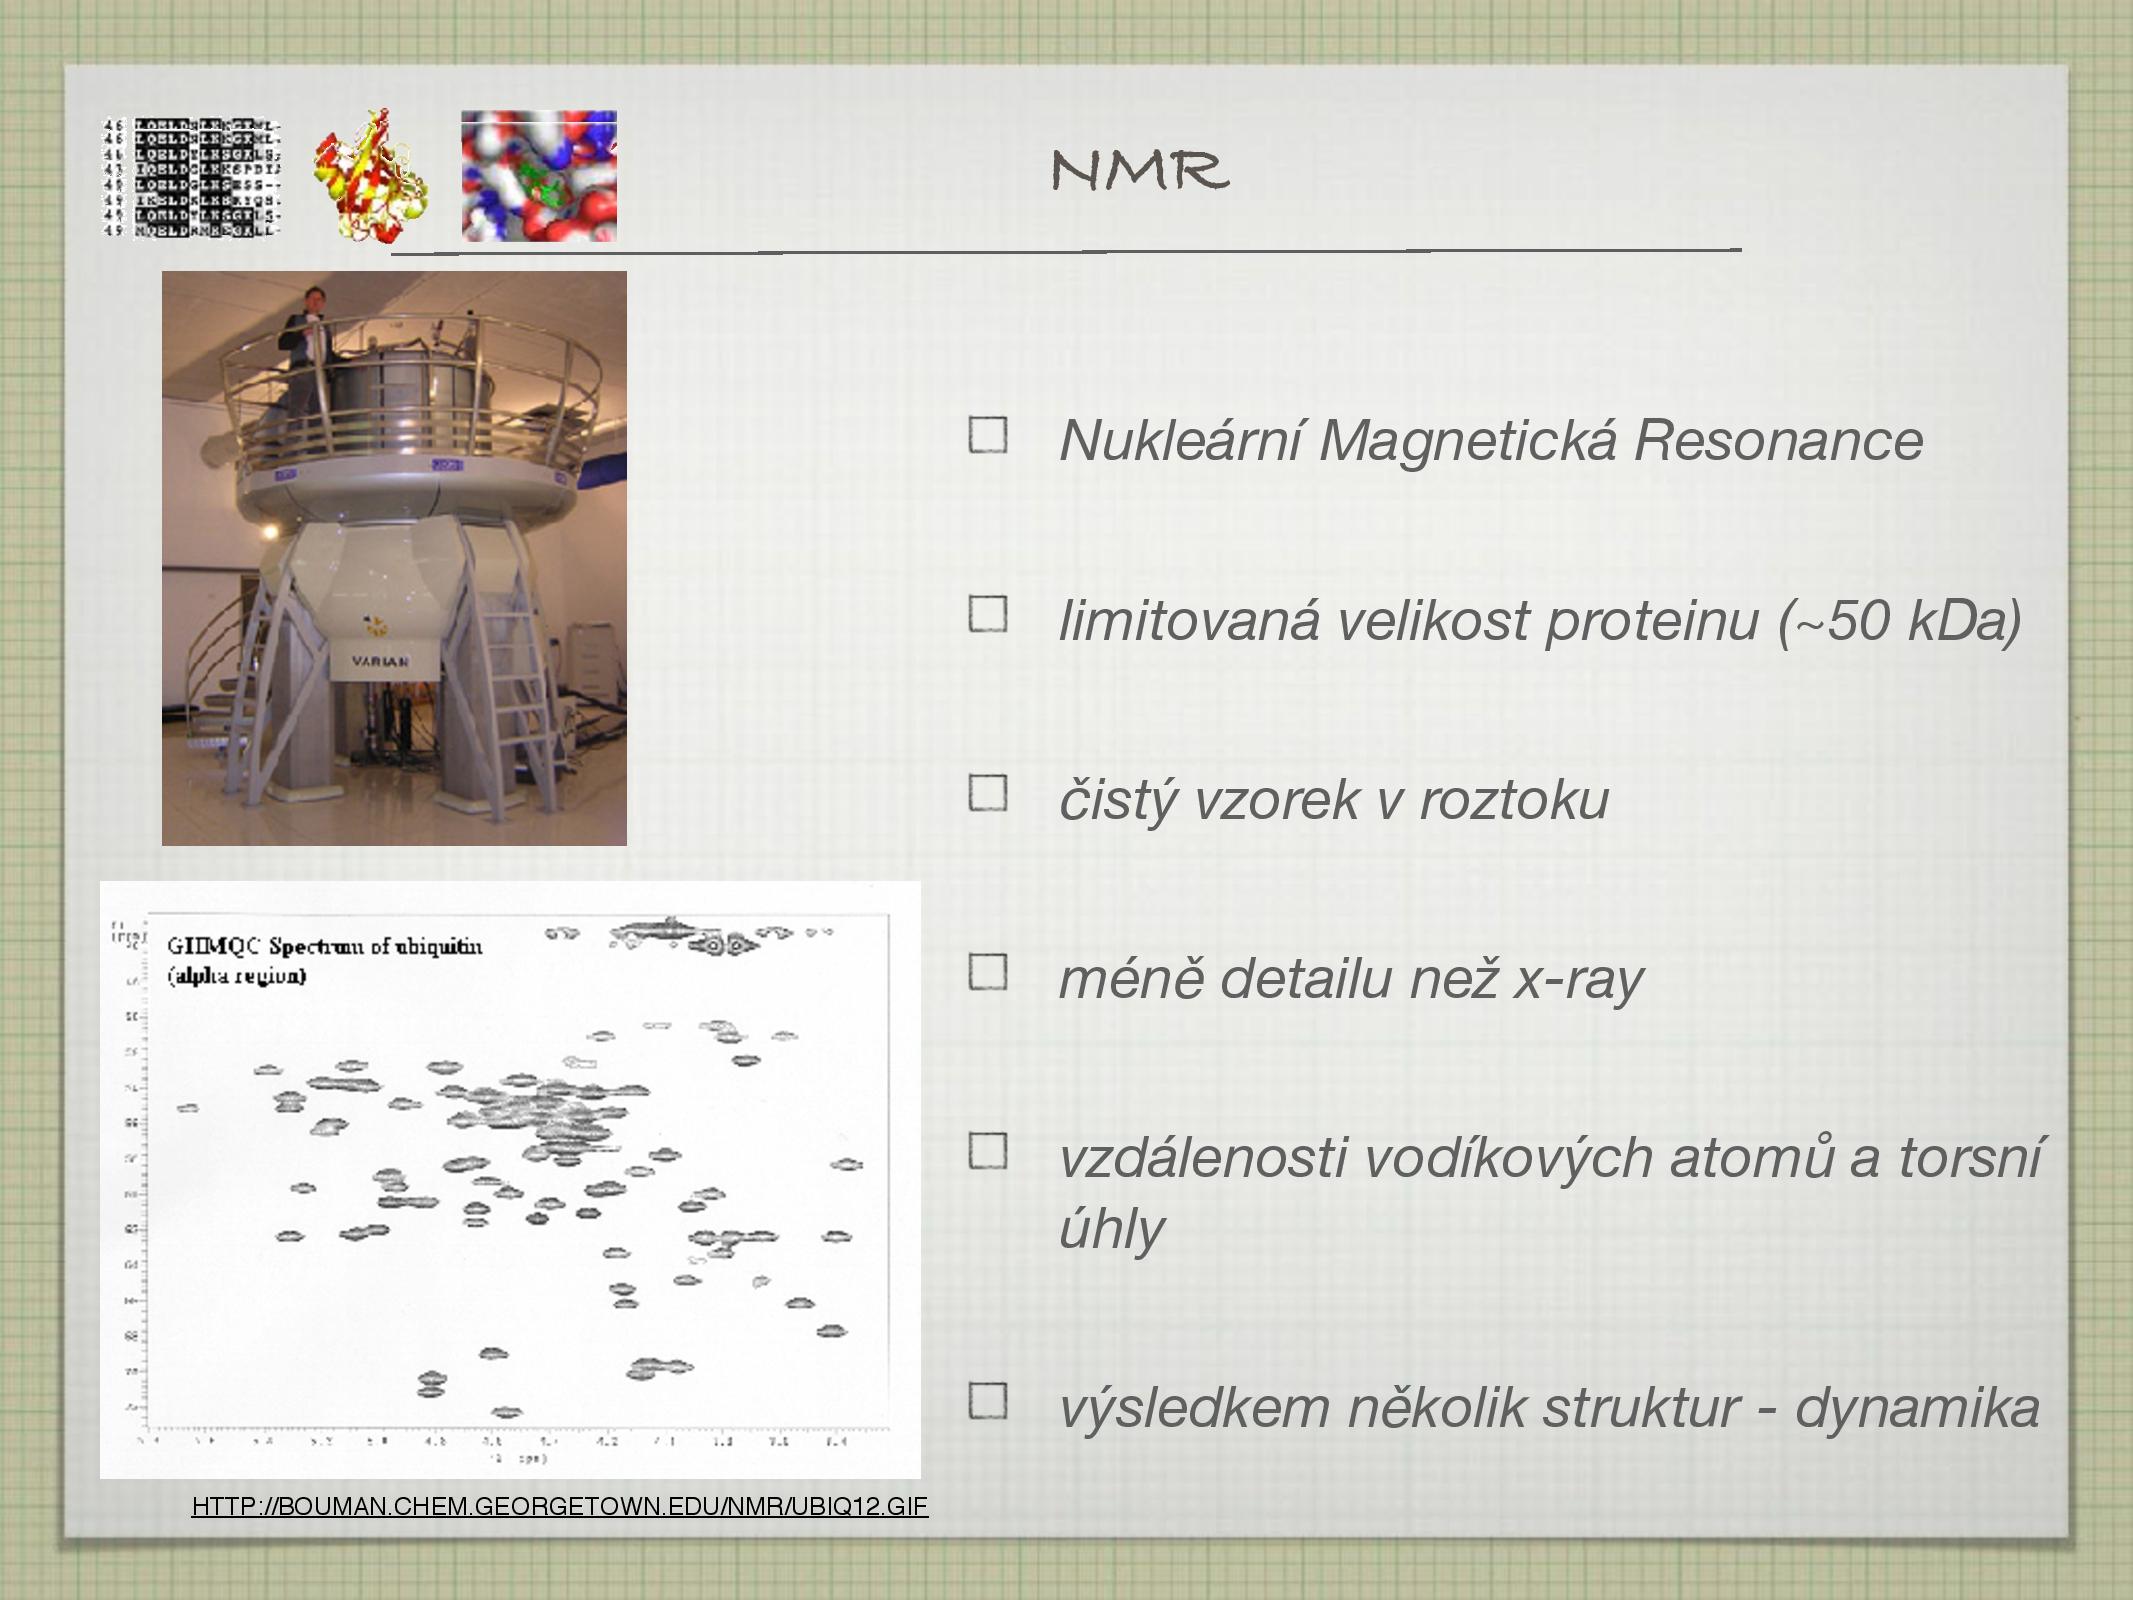 NMR
VARIAN
Nukleární Magnetická Resonance
limitovaná velikost proteinu (~50 kDa)
čistý vzorek v roztoku
méně detailu než x-ray
vzdálenosti vodíkových atomů a torsní
úhly
výsledkem několik struktur - dynamika
Spectrum of ubiquitin
(alpha region)
HTTP://BOUMAN.CHEM.GEORGETOWN.EDU/NMR/UBIQ12.GIF